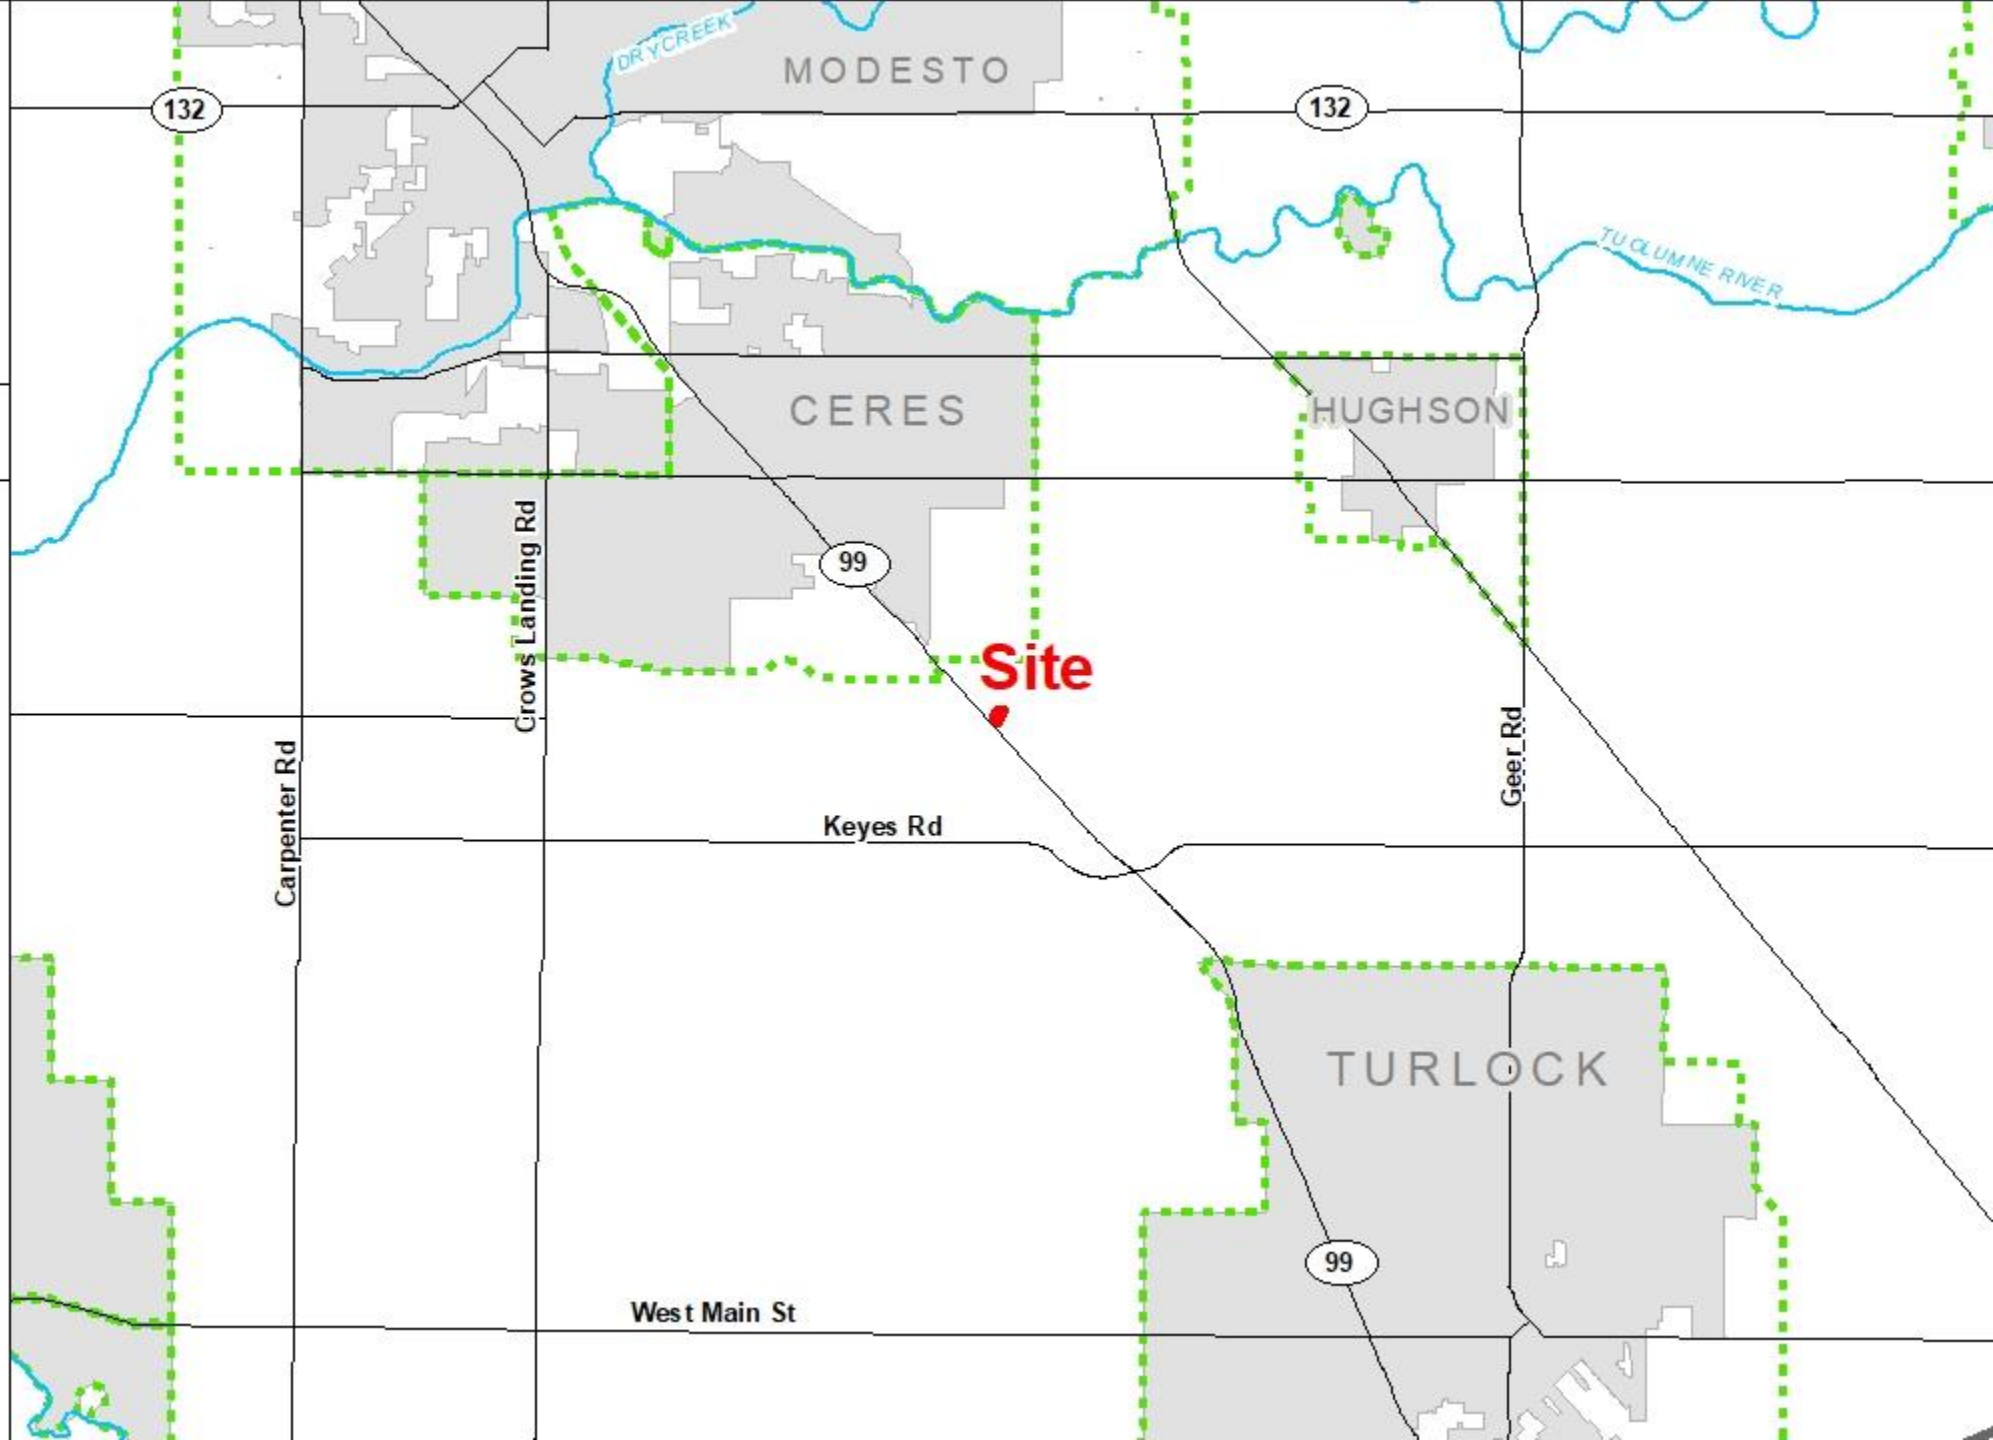 DRY CREEK
MODESTO
132
132
TUOLUMNE RIVER
CERES
HUGHSON
Crows Landing Rd
99
Site
Geer Rd
Carpenter Rd
Keyes Rd
TURLOCK
99
West Main St